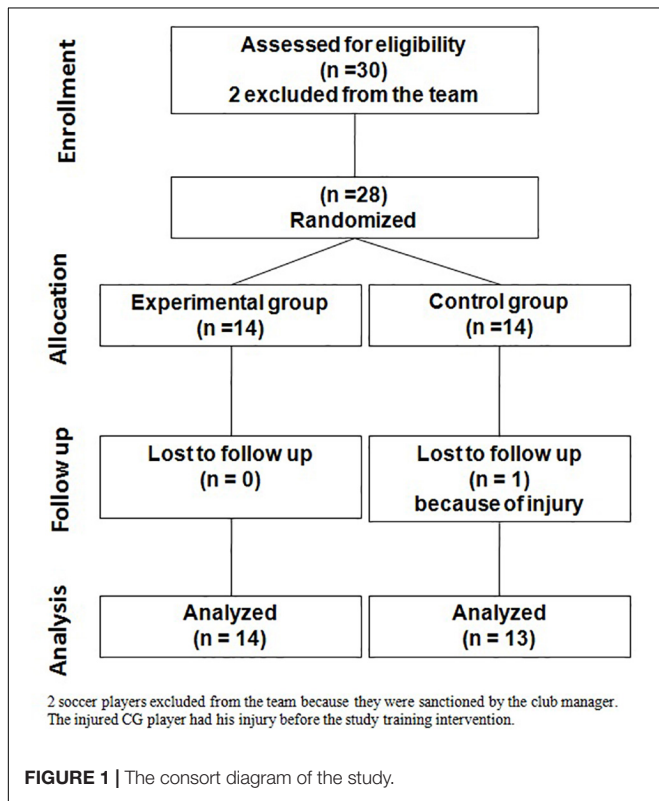 Enrollment
Assessed for eligibility
(n =30)
2 excluded from the team
(n =28)
Randomized
Allocation
Experimental group
(n =14)
Control group
(n =14)
Follow up
Lost to follow up
(n = 0)
Lost to follow up
(n = 1)
because of injury
Analysis
Analyzed
(n = 14)
Analyzed
(n = 13)
2 soccer players excluded from the team because they were sanctioned by the club manager.
The injured CG player had his injury before the study training intervention.
FIGURE 1 | The consort diagram of the study.